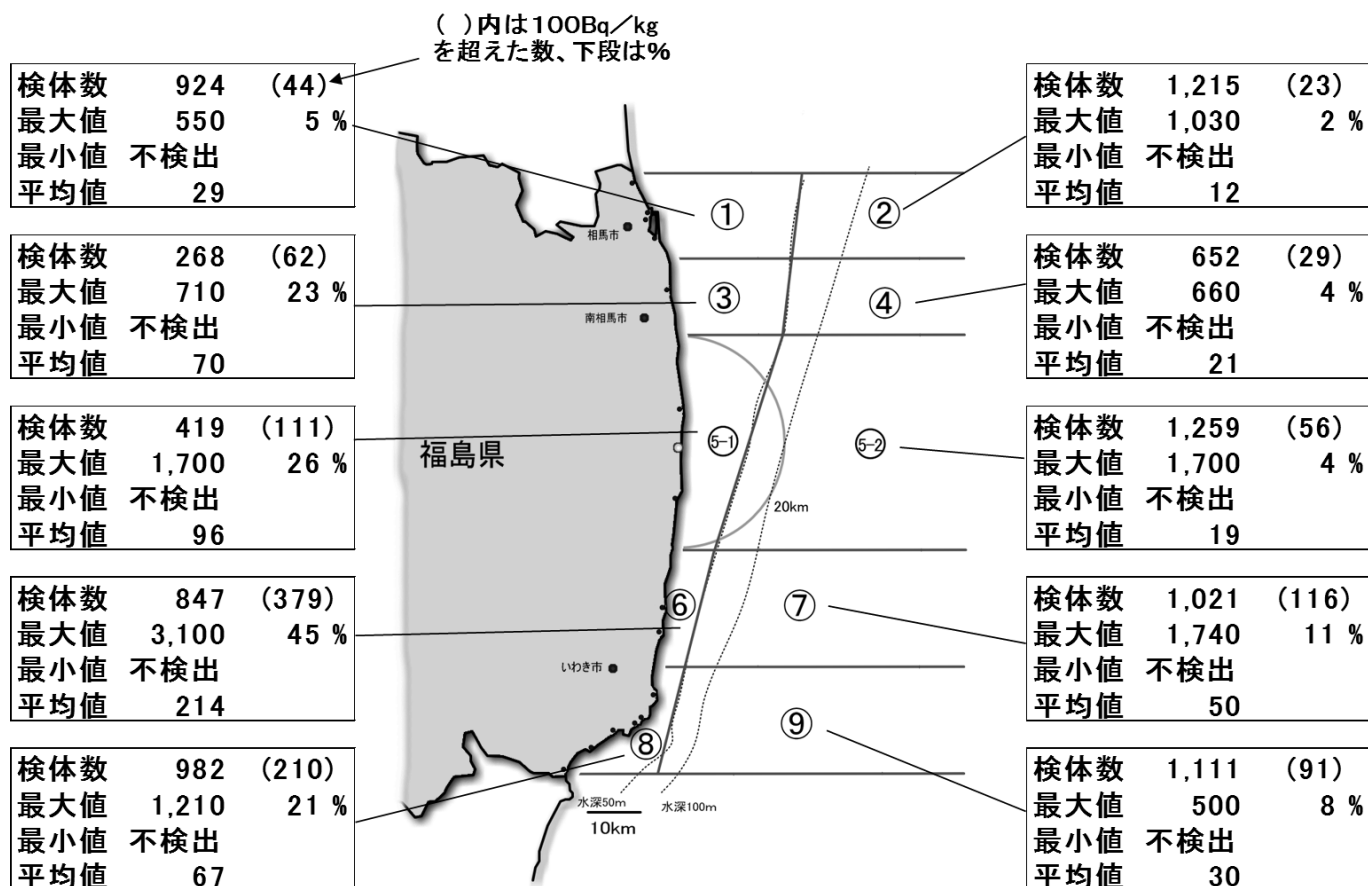 ( )内は100Bq/kg
を超えた数、下段は%
検体数 924 (44)
最大値 550 5 %
最小値 不検出
平均値 29
検体数 268 (62)
最大値 710 23 %
最小値 不検出
平均値 70
検体数 419 (111)
最大値 1,700 26 %
最小値 不検出
平均値 96
検体数 847 (379)
最大値 3,100 45 %
最小値 不検出
平均値 214
検体数 982 (210)
最大値 1,210 21 %
最小値 不検出
平均値 67
福島県
相馬市
南相馬市
いわき市
①
②
③
④
5-1
5-2
20km
⑥
⑦
⑧
⑨
水深50m
水深100m
10km
検体数 1,215 (23)
最大値 1,030 2 %
最小値 不検出
平均値 12
検体数 652 (29)
最大値 660 4 %
最小値 不検出
平均値 21
検体数 1,259 (56)
最大値 1,700 4 %
最小値 不検出
平均値 19
検体数 1,021 (116)
最大値 1,740 11 %
最小値 不検出
平均値 50
検体数 1,111 (91)
最大値 500 8 %
最小値 不検出
平均値 30